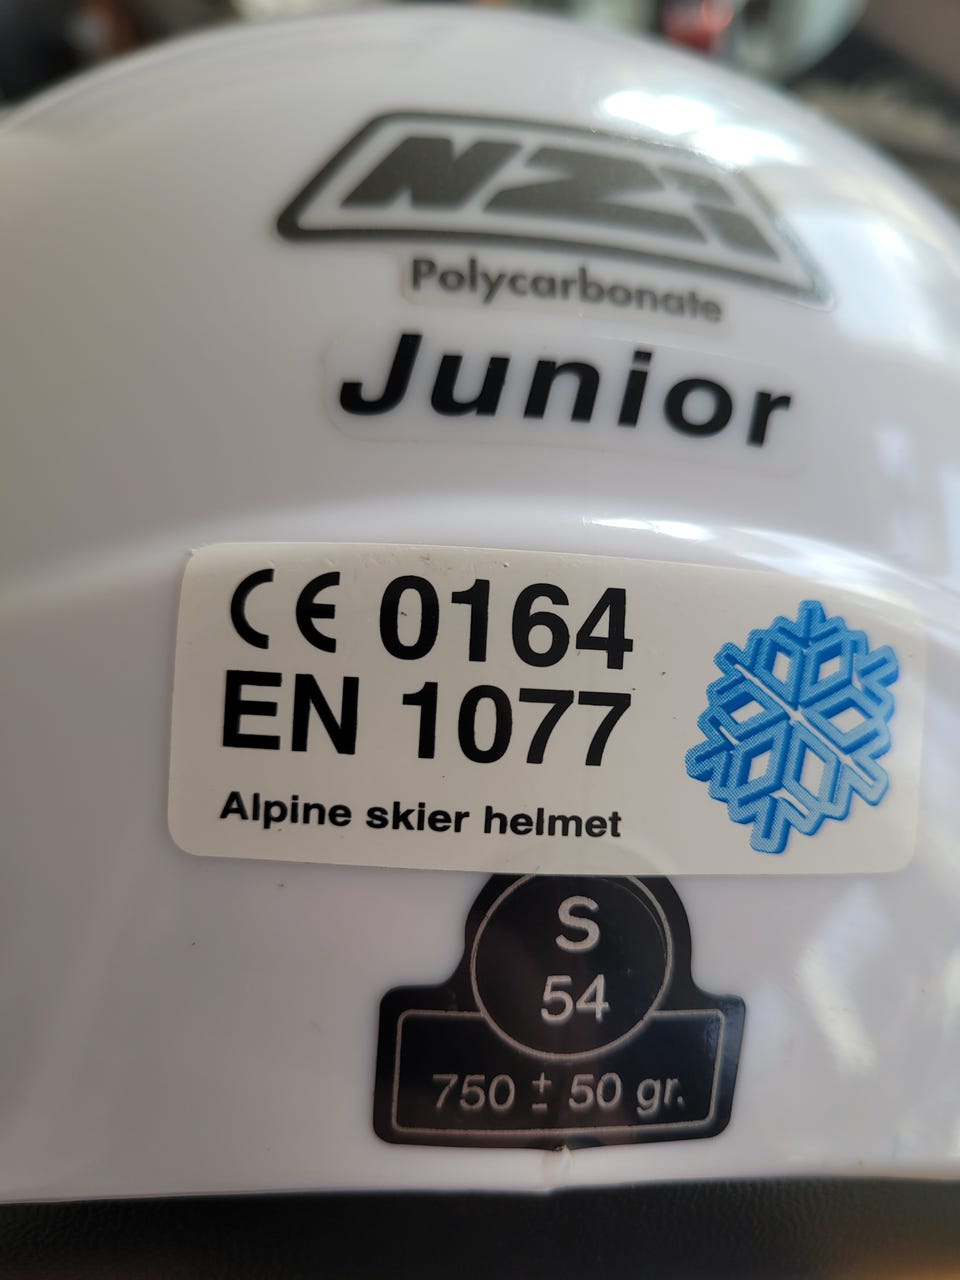 NZi
Polycarbonate
Junior
CE 0164
EN 1077
Alpine skier helmet
S
54
750 ± 50 gr.